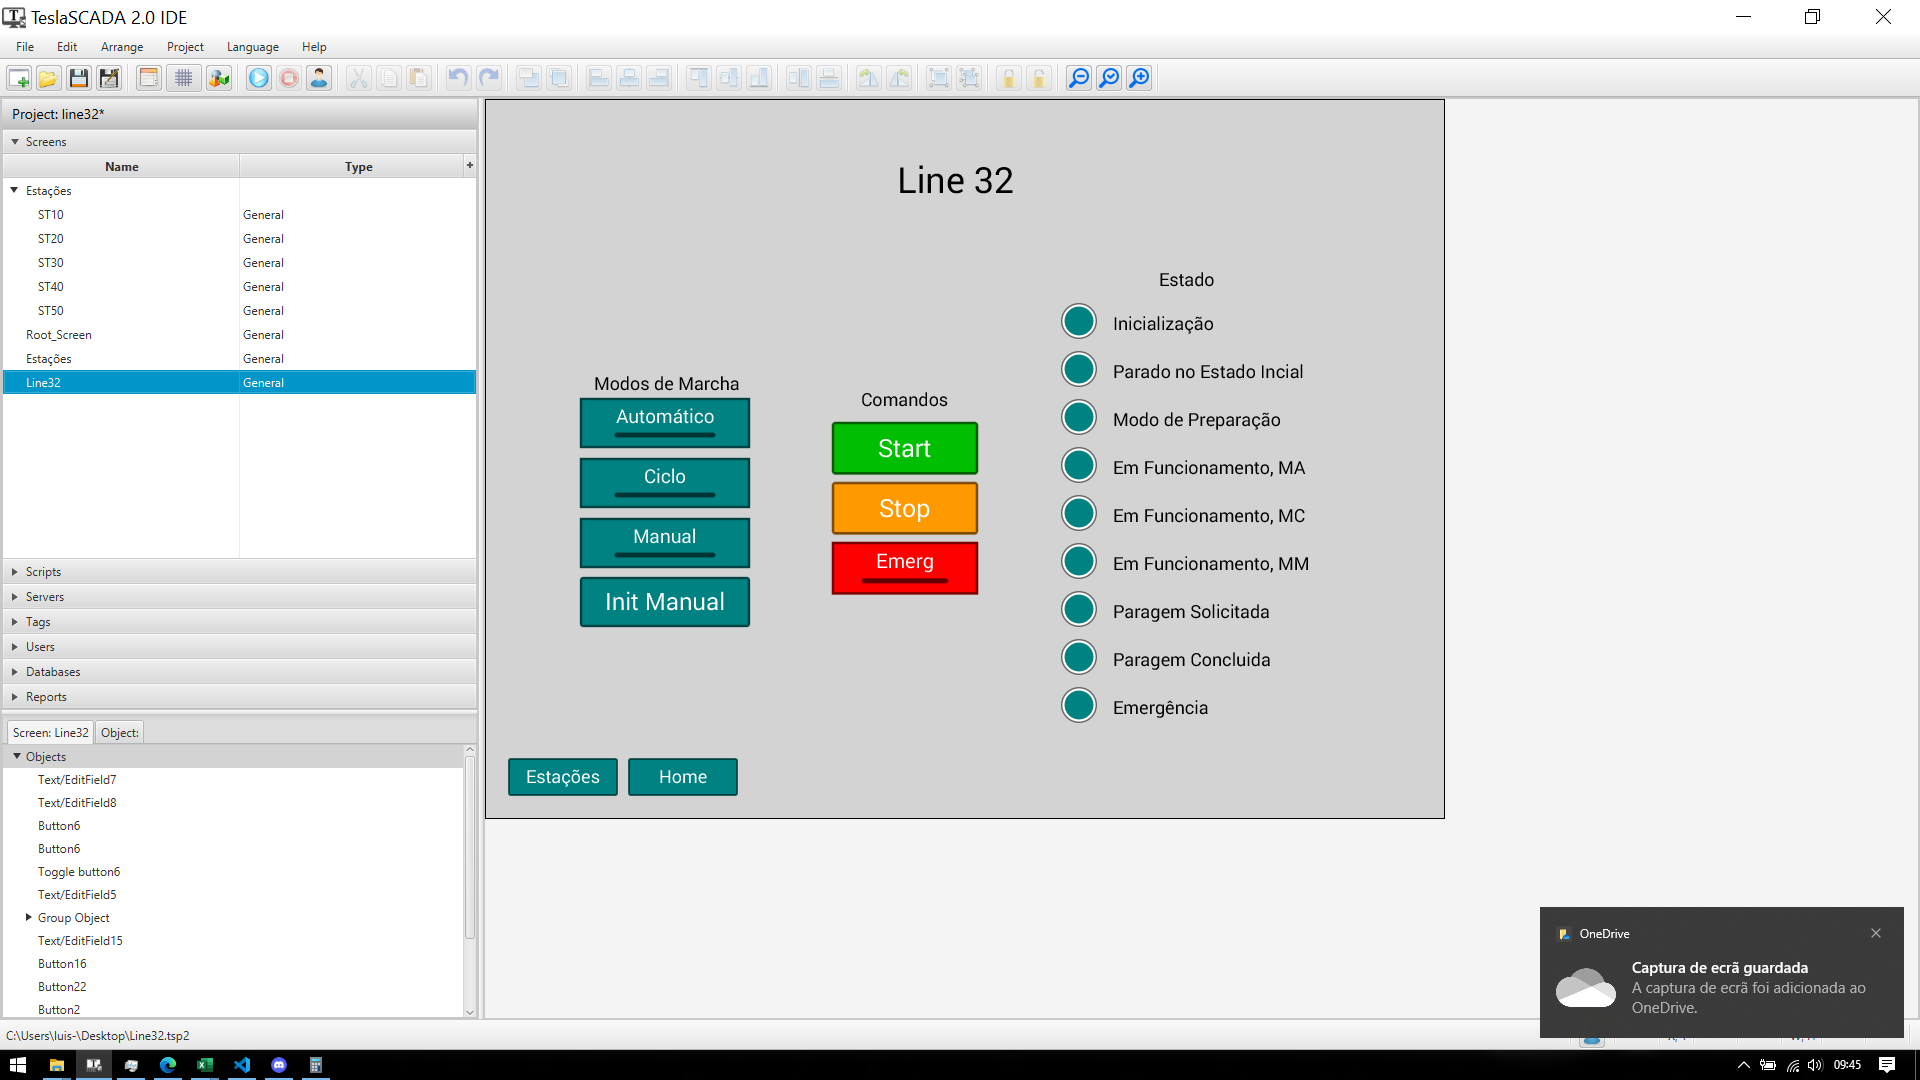 TeslaSCADA 2.0 IDE
File Edit Arrange Project Language Help
Project: line32*
Screens
Name Type +
Estações
ST10 General
ST20 General
ST30 General
ST40 General
ST50 General
Root_Screen General
Estações General
Line32 General
Scripts
Servers
Tags
Users
Databases
Reports
Screen: Line32 Object:
Objects
Text/EditField7
Text/EditField8
Button6
Button6
Toggle button6
Text/EditField5
Group Object
Text/EditField15
Button16
Button22
Button2
C:\Users\luis-\Desktop\Line32.tsp2
Line 32
Modos de Marcha
Automático
Ciclo
Manual
Init Manual
Comandos
Start
Stop
Emerg
Estado
Inicialização
Parado no Estado Incial
Modo de Preparação
Em Funcionamento, MA
Em Funcionamento, MC
Em Funcionamento, MM
Paragem Solicitada
Paragem Concluida
Emergência
Estações Home
OneDrive
Captura de ecrã guardada
A captura de ecrã foi adicionada ao
OneDrive.
09:45